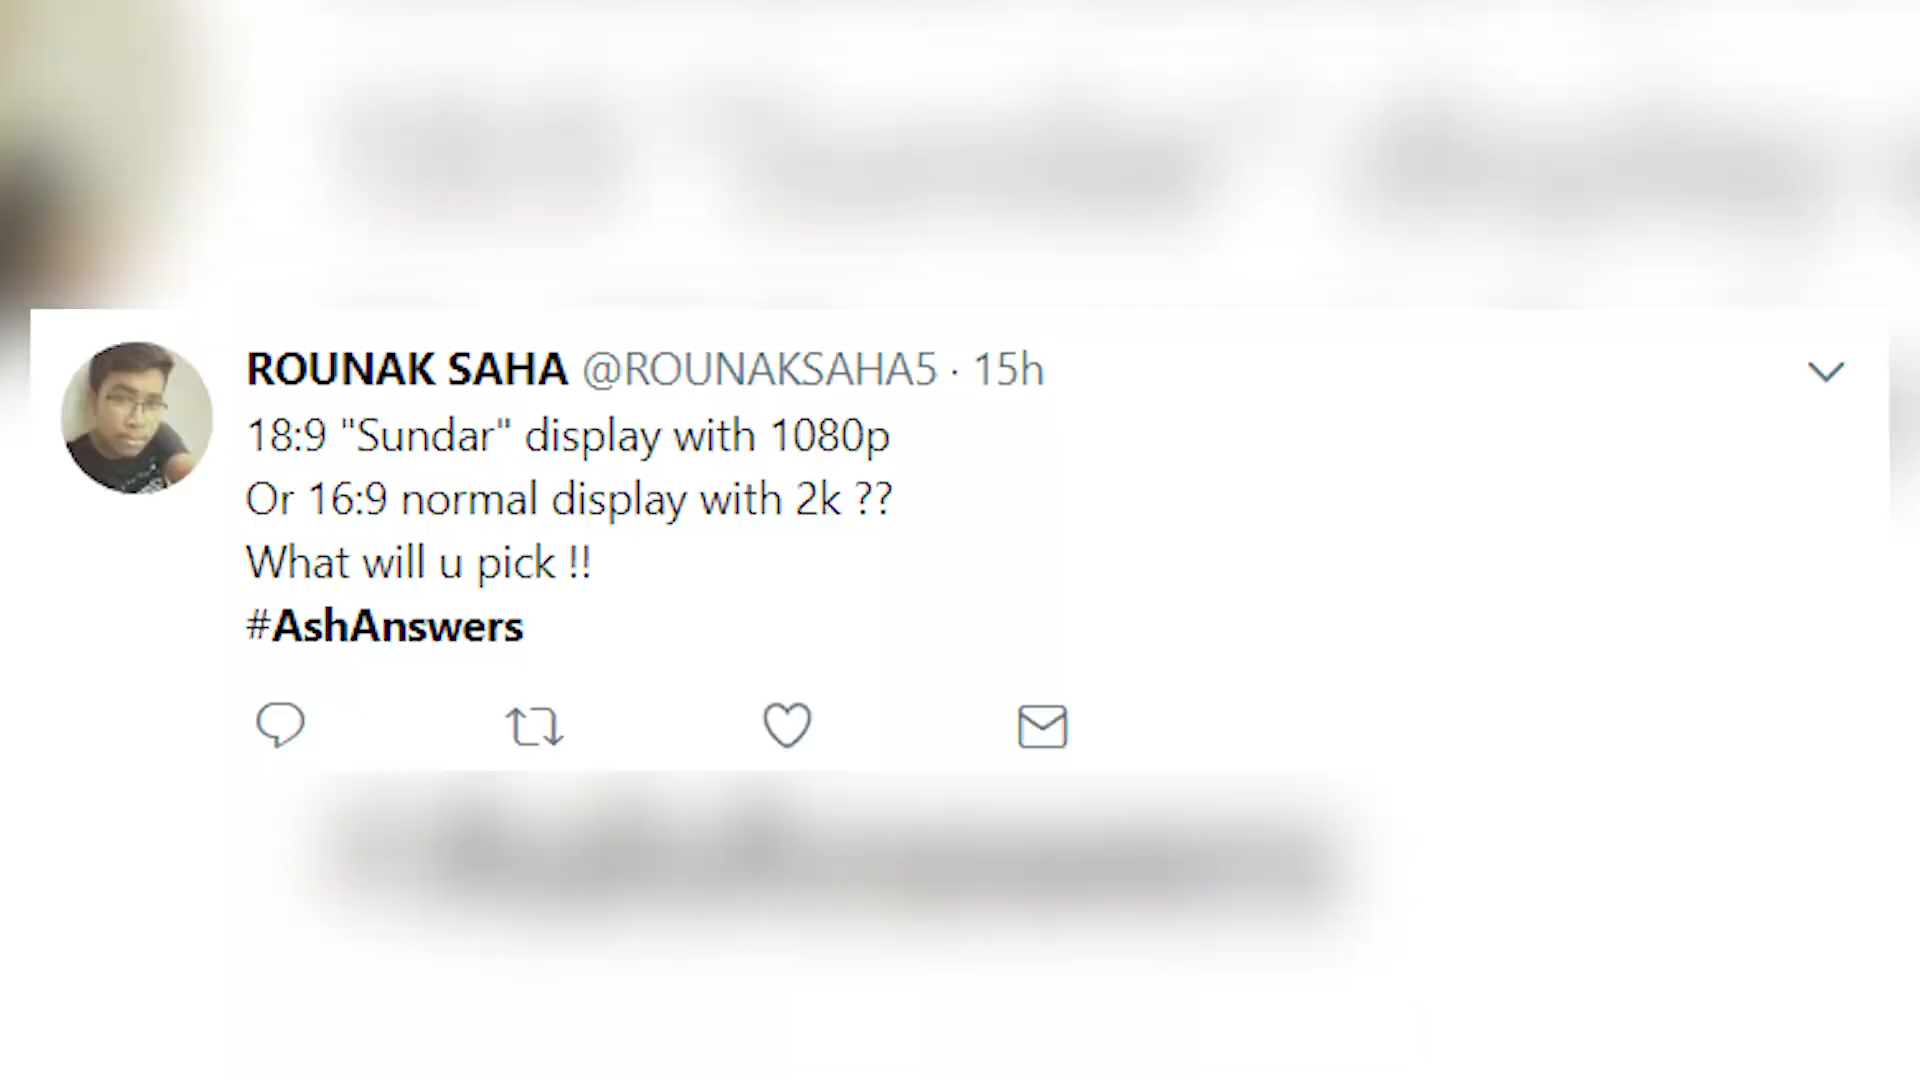 ROUNAK SAHA @ROUNAKSAHA5 · 15h
18:9 "Sundar" display with 1080p
Or 16:9 normal display with 2k ??
What will u pick !!
#AshAnswers